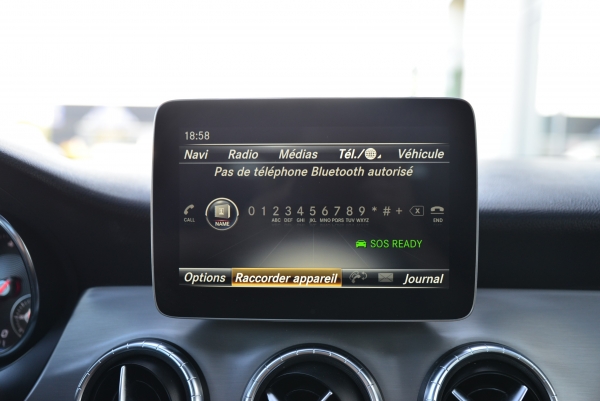 18:58
Navi Radio Médias Tél./ Véhicule
Pas de téléphone Bluetooth autorisé
0 1 2 3 4 5 6 7 8 9 * # +
ABC DEF GHI JKL MNO PQRS TUV WXYZ
CALL NAME END
SOS READY
Options Raccorder appareil Journal